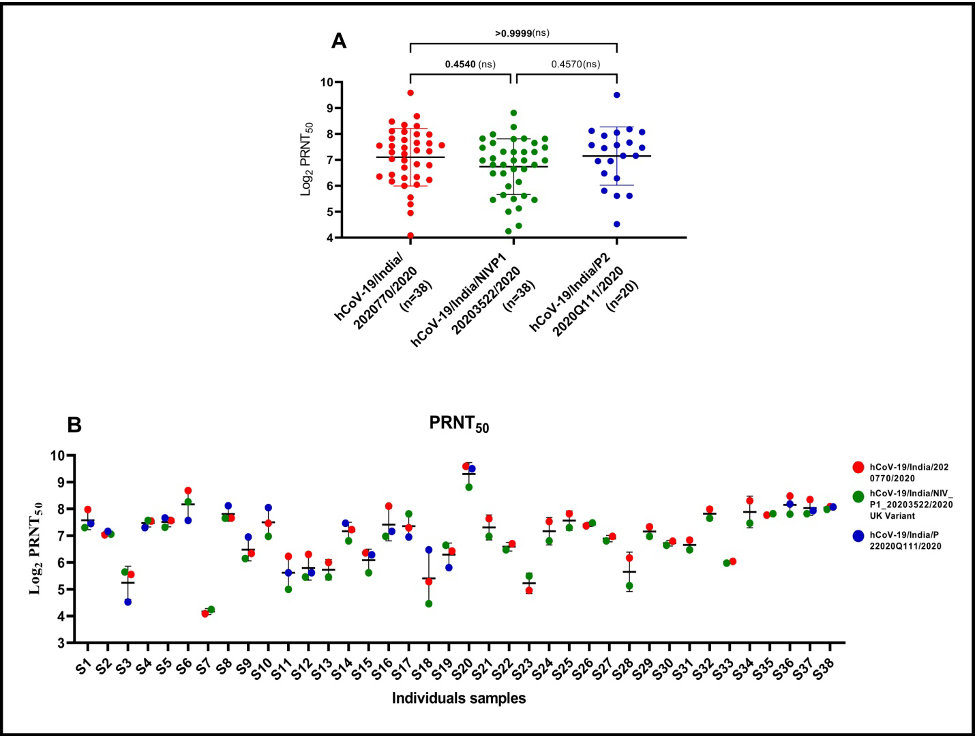 A
>0.9999(ns)
0.4540 (ns)
0.4570(ns)
Log2 PRNT50
10
9
8
7
6
5
4
hCoV-19/India/
2020770/2020
(n=38)
hCoV-19/India/NIVP1
20203522/2020
(n=38)
hCoV-19/India/P2
2020Q111/2020
(n=20)
B
PRNT50
Log2 PRNT50
10
9
8
7
6
5
4
3
S1
S2
S3
S4
S5
S6
S7
S8
S9
S10
S11
S12
S13
S14
S15
S16
S17
S18
S19
S20
S21
S22
S23
S24
S25
S26
S27
S28
S29
S30
S31
S32
S33
S34
S35
S36
S37
S38
Individuals samples
hCoV-19/India/202
0770/2020
hCoV-19/India/NIV_
P1_20203522/2020
UK Variant
hCoV-19/India/P
22020Q111/2020